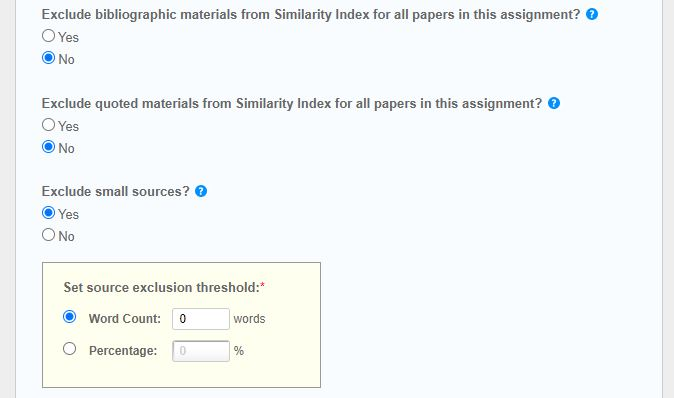 Exclude bibliographic materials from Similarity Index for all papers in this assignment? ?
Yes
No
Exclude quoted materials from Similarity Index for all papers in this assignment? ?
Yes
No
Exclude small sources? ?
Yes
No
Set source exclusion threshold:*
Word Count: 0 words
Percentage: 0 %